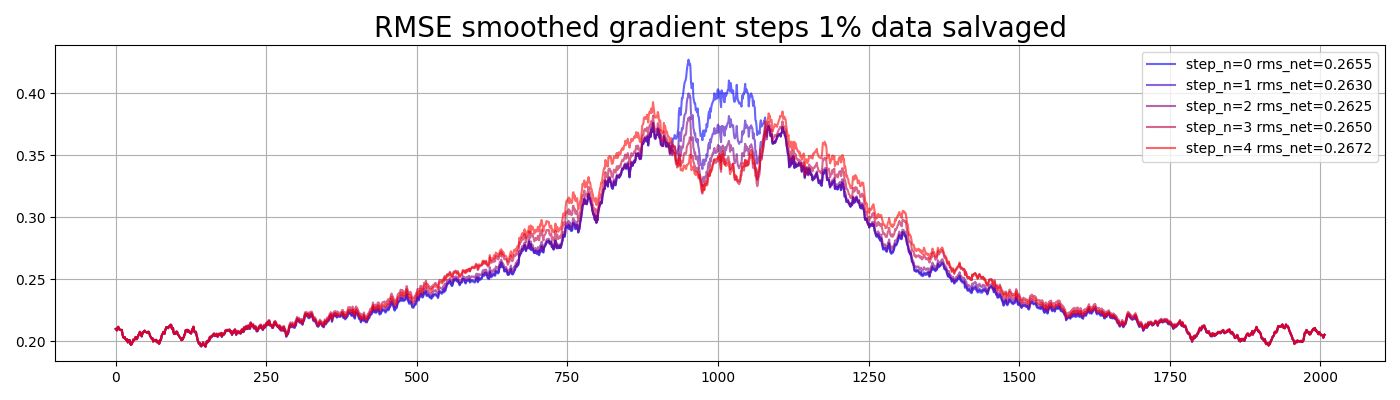 RMSE smoothed gradient steps 1% data salvaged
step_n=0 rms_net=0.2655
step_n=1 rms_net=0.2630
step_n=2 rms_net=0.2625
step_n=3 rms_net=0.2650
step_n=4 rms_net=0.2672
0.40
0.35
0.30
0.25
0.20
0 250 500 750 1000 1250 1500 1750 2000